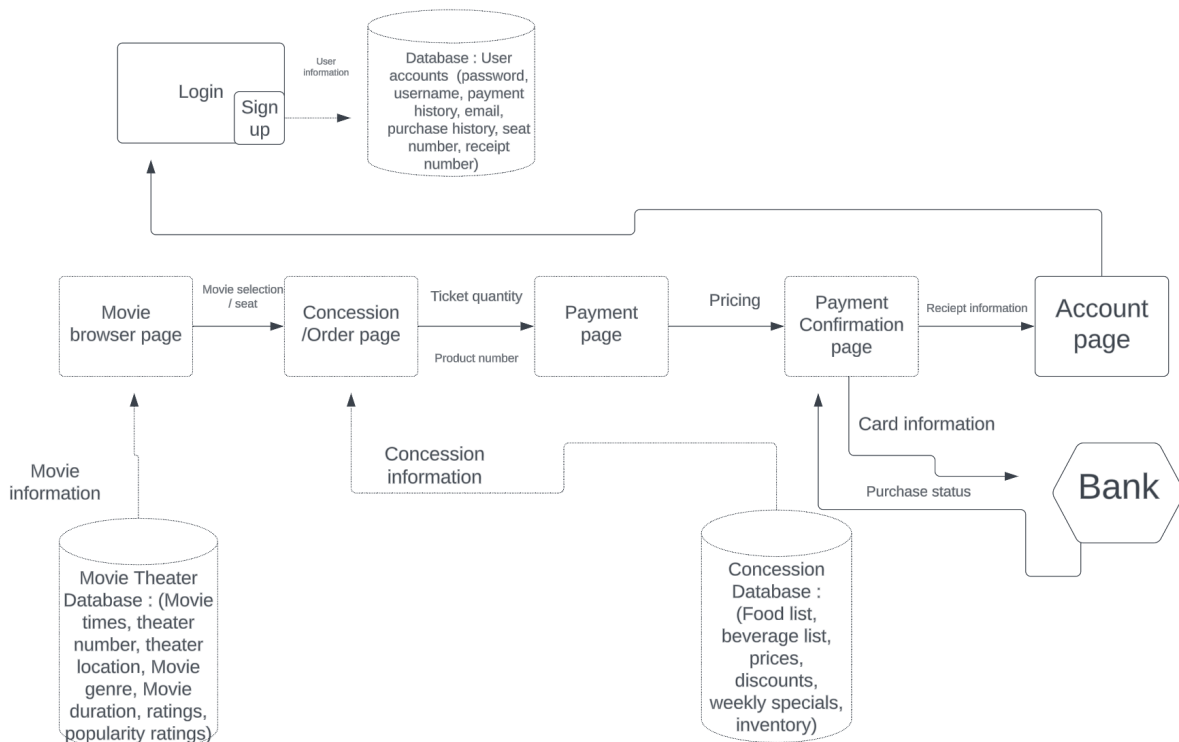 User
information
Login
Sign
up
Database : User
accounts (password,
username, payment
history, email,
purchase history, seat
number, receipt
number)
Movie
browser page
Movie selection
/ seat
Concession
/Order page
Ticket quantity
Product number
Payment
page
Pricing
Payment
Confirmation
page
Reciept information
Account
page
Movie
information
Concession
information
Card information
Purchase status
Bank
Movie Theater
Database : (Movie
times, theater
number, theater
location, Movie
genre, Movie
duration, ratings,
popularity ratings)
Concession
Database :
(Food list,
beverage list,
prices,
discounts,
weekly specials,
inventory)